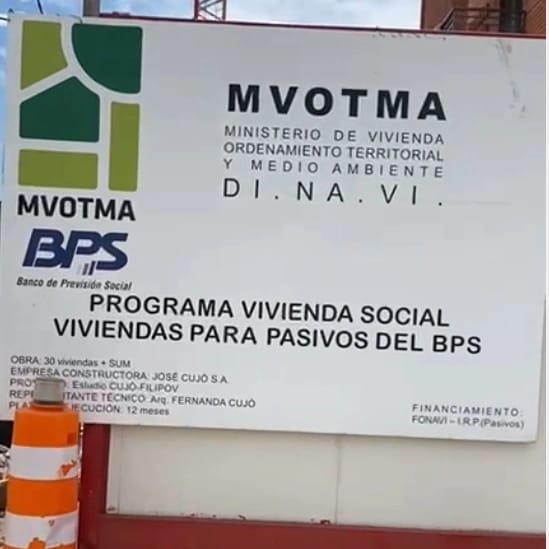 MVOTMA
MINISTERIO DE VIVIENDA
ORDENAMIENTO TERRITORIAL
Y MEDIO AMBIENTE
DI.NA.VI.
MVOTMA
BPS
Banco de Previsión Social
PROGRAMA VIVIENDA SOCIAL
VIVIENDAS PARA PASIVOS DEL BPS
OBRA: 30 viviendas + SUM
EMPRESA CONSTRUCTORA: JOSÉ CUJÓ S.A.
Estudio CUJÓ-FILIPOV
TÉCNICO: Arq. FERNANDA CUJÓ
12 meses
FINANCIAMIENTO:
FONAVI – I.R.P.(Pasivos)